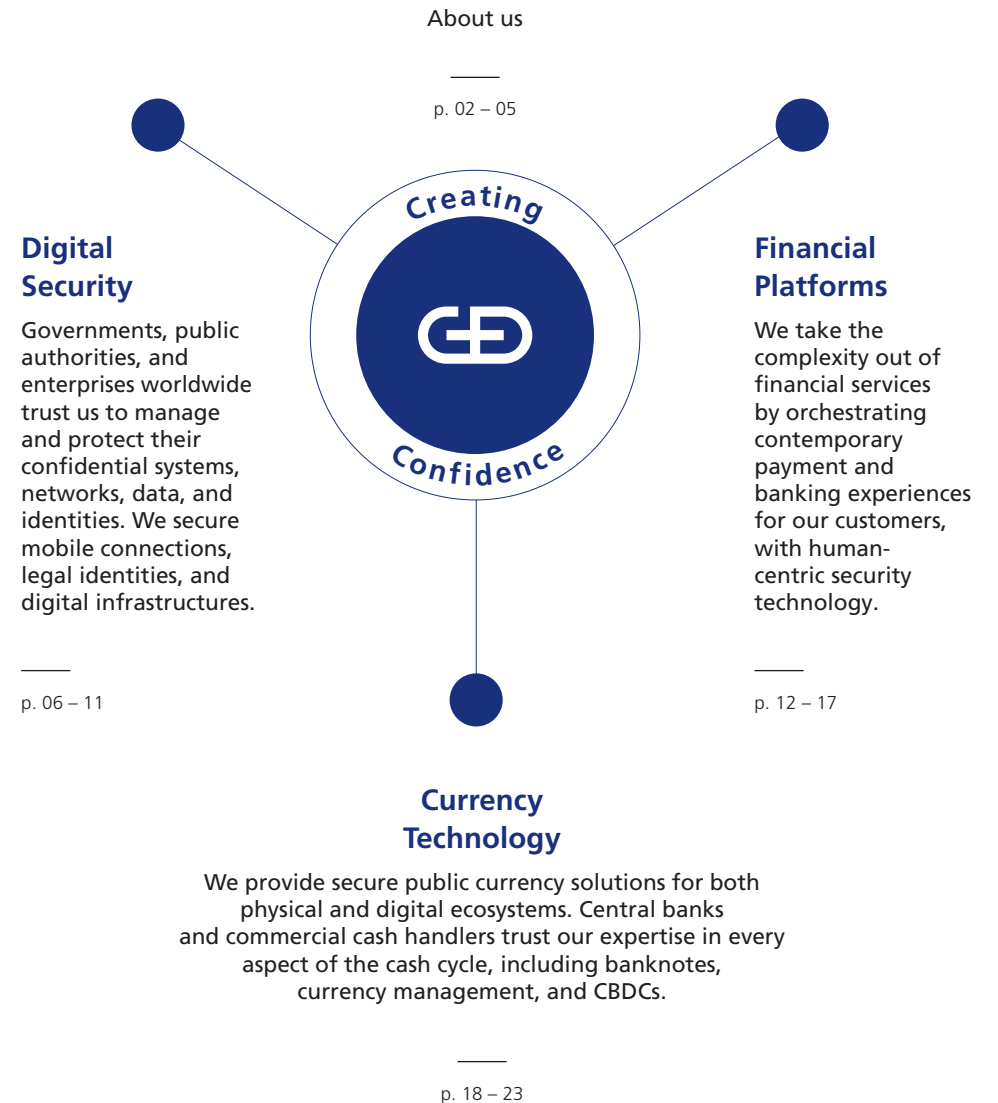 About us
p. 02 – 05
Creating
Confidence
Digital
Security
Governments, public
authorities, and
enterprises worldwide
trust us to manage
and protect their
confidential systems,
networks, data, and
identities. We secure
mobile connections,
legal identities, and
digital infrastructures.
p. 06 – 11
Financial
Platforms
We take the
complexity out of
financial services
by orchestrating
contemporary
payment and
banking experiences
for our customers,
with human-
centric security
technology.
p. 12 – 17
Currency
Technology
We provide secure public currency solutions for both
physical and digital ecosystems. Central banks
and commercial cash handlers trust our expertise in every
aspect of the cash cycle, including banknotes,
currency management, and CBDCs.
p. 18 – 23